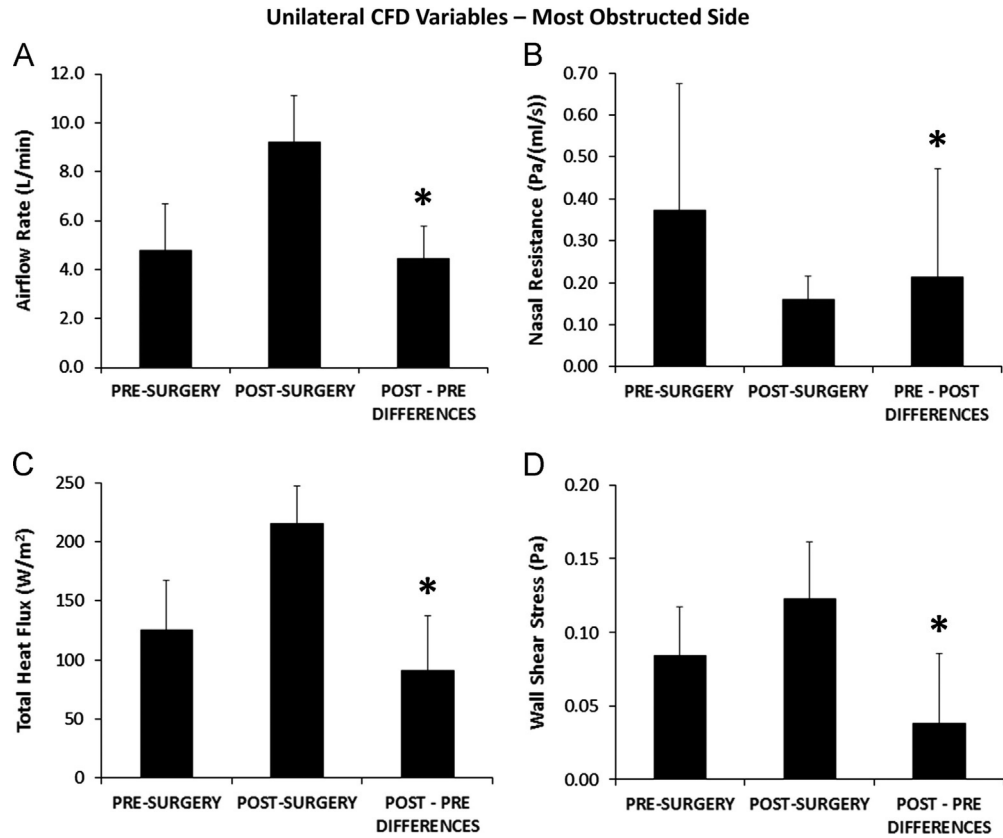 Unilateral CFD Variables – Most Obstructed Side
A
Airflow Rate (L/min)
12.0
10.0
8.0
6.0
4.0
2.0
0.0
*
PRE-SURGERY
POST-SURGERY
POST - PRE
DIFFERENCES
B
Nasal Resistance (Pa/(ml/s))
0.70
0.60
0.50
0.40
0.30
0.20
0.10
0.00
*
PRE-SURGERY
POST-SURGERY
PRE - POST
DIFFERENCES
C
Total Heat Flux (W/m²)
250
200
150
100
50
0
*
PRE-SURGERY
POST-SURGERY
POST - PRE
DIFFERENCES
D
Wall Shear Stress (Pa)
0.20
0.15
0.10
0.05
0.00
*
PRE-SURGERY
POST-SURGERY
POST - PRE
DIFFERENCES